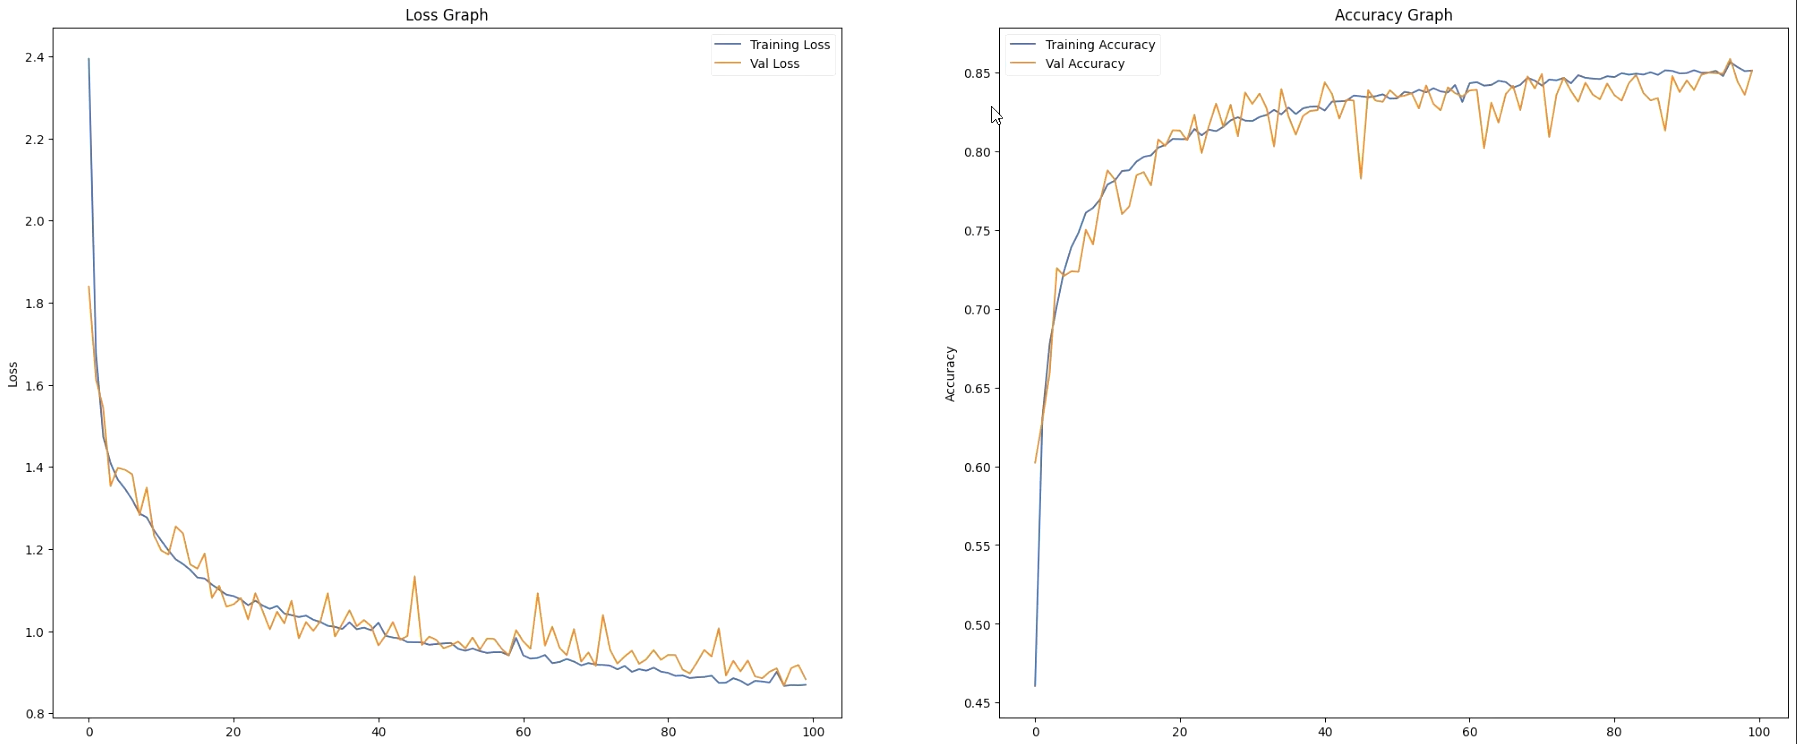 Loss Graph
Training Loss
Val Loss
2.4
2.2
2.0
1.8
1.6
1.4
1.2
1.0
0.8
Loss
0 20 40 60 80 100
Accuracy Graph
Training Accuracy
Val Accuracy
0.85
0.80
0.75
0.70
0.65
0.60
0.55
0.50
0.45
Accuracy
0 20 40 60 80 100